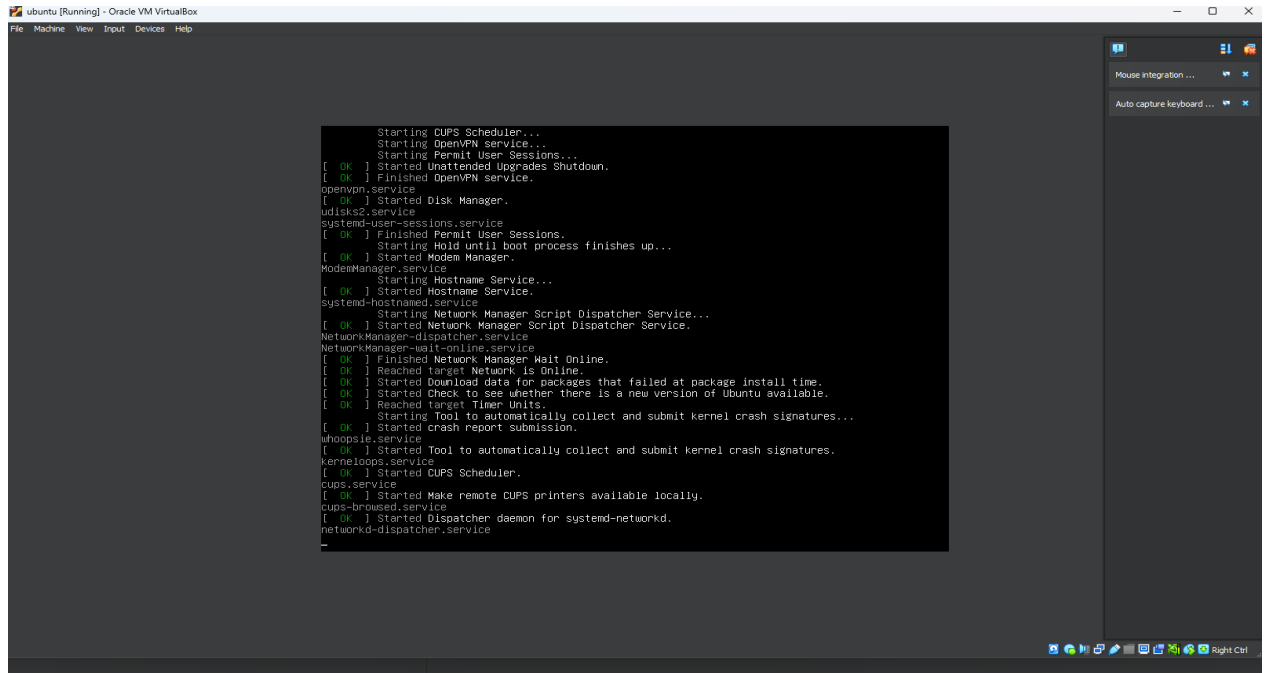 ubuntu [Running] - Oracle VM VirtualBox
File Machine View Input Devices Help
Mouse integration ...
Auto capture keyboard ...
Starting CUPS Scheduler...
Starting OpenVPN service...
Starting Permit User Sessions...
[ OK ] Started Unattended Upgrades Shutdown.
[ OK ] Finished OpenVPN service.
openvpn.service
[ OK ] Started Disk Manager.
udisks2.service
systemd-user-sessions.service
[ OK ] Finished Permit User Sessions.
Starting Hold until boot process finishes up...
[ OK ] Started Modem Manager.
ModemManager.service
Starting Hostname Service...
[ OK ] Started Hostname Service.
systemd-hostnamed.service
Starting Network Manager Script Dispatcher Service...
[ OK ] Started Network Manager Script Dispatcher Service.
NetworkManager-dispatcher.service
NetworkManager-wait-online.service
[ OK ] Finished Network Manager Wait Online.
[ OK ] Reached target Network is Online.
[ OK ] Started Download data for packages that failed at package install time.
[ OK ] Started Check to see whether there is a new version of Ubuntu available.
[ OK ] Reached target Timer Units.
Starting Tool to automatically collect and submit kernel crash signatures...
[ OK ] Started crash report submission.
whoopsie.service
[ OK ] Started Tool to automatically collect and submit kernel crash signatures.
kerneloops.service
[ OK ] Started CUPS Scheduler.
cups.service
[ OK ] Started Make remote CUPS printers available locally.
cups-browsed.service
[ OK ] Started Dispatcher daemon for systemd-networkd.
networkd-dispatcher.service
Right Ctrl